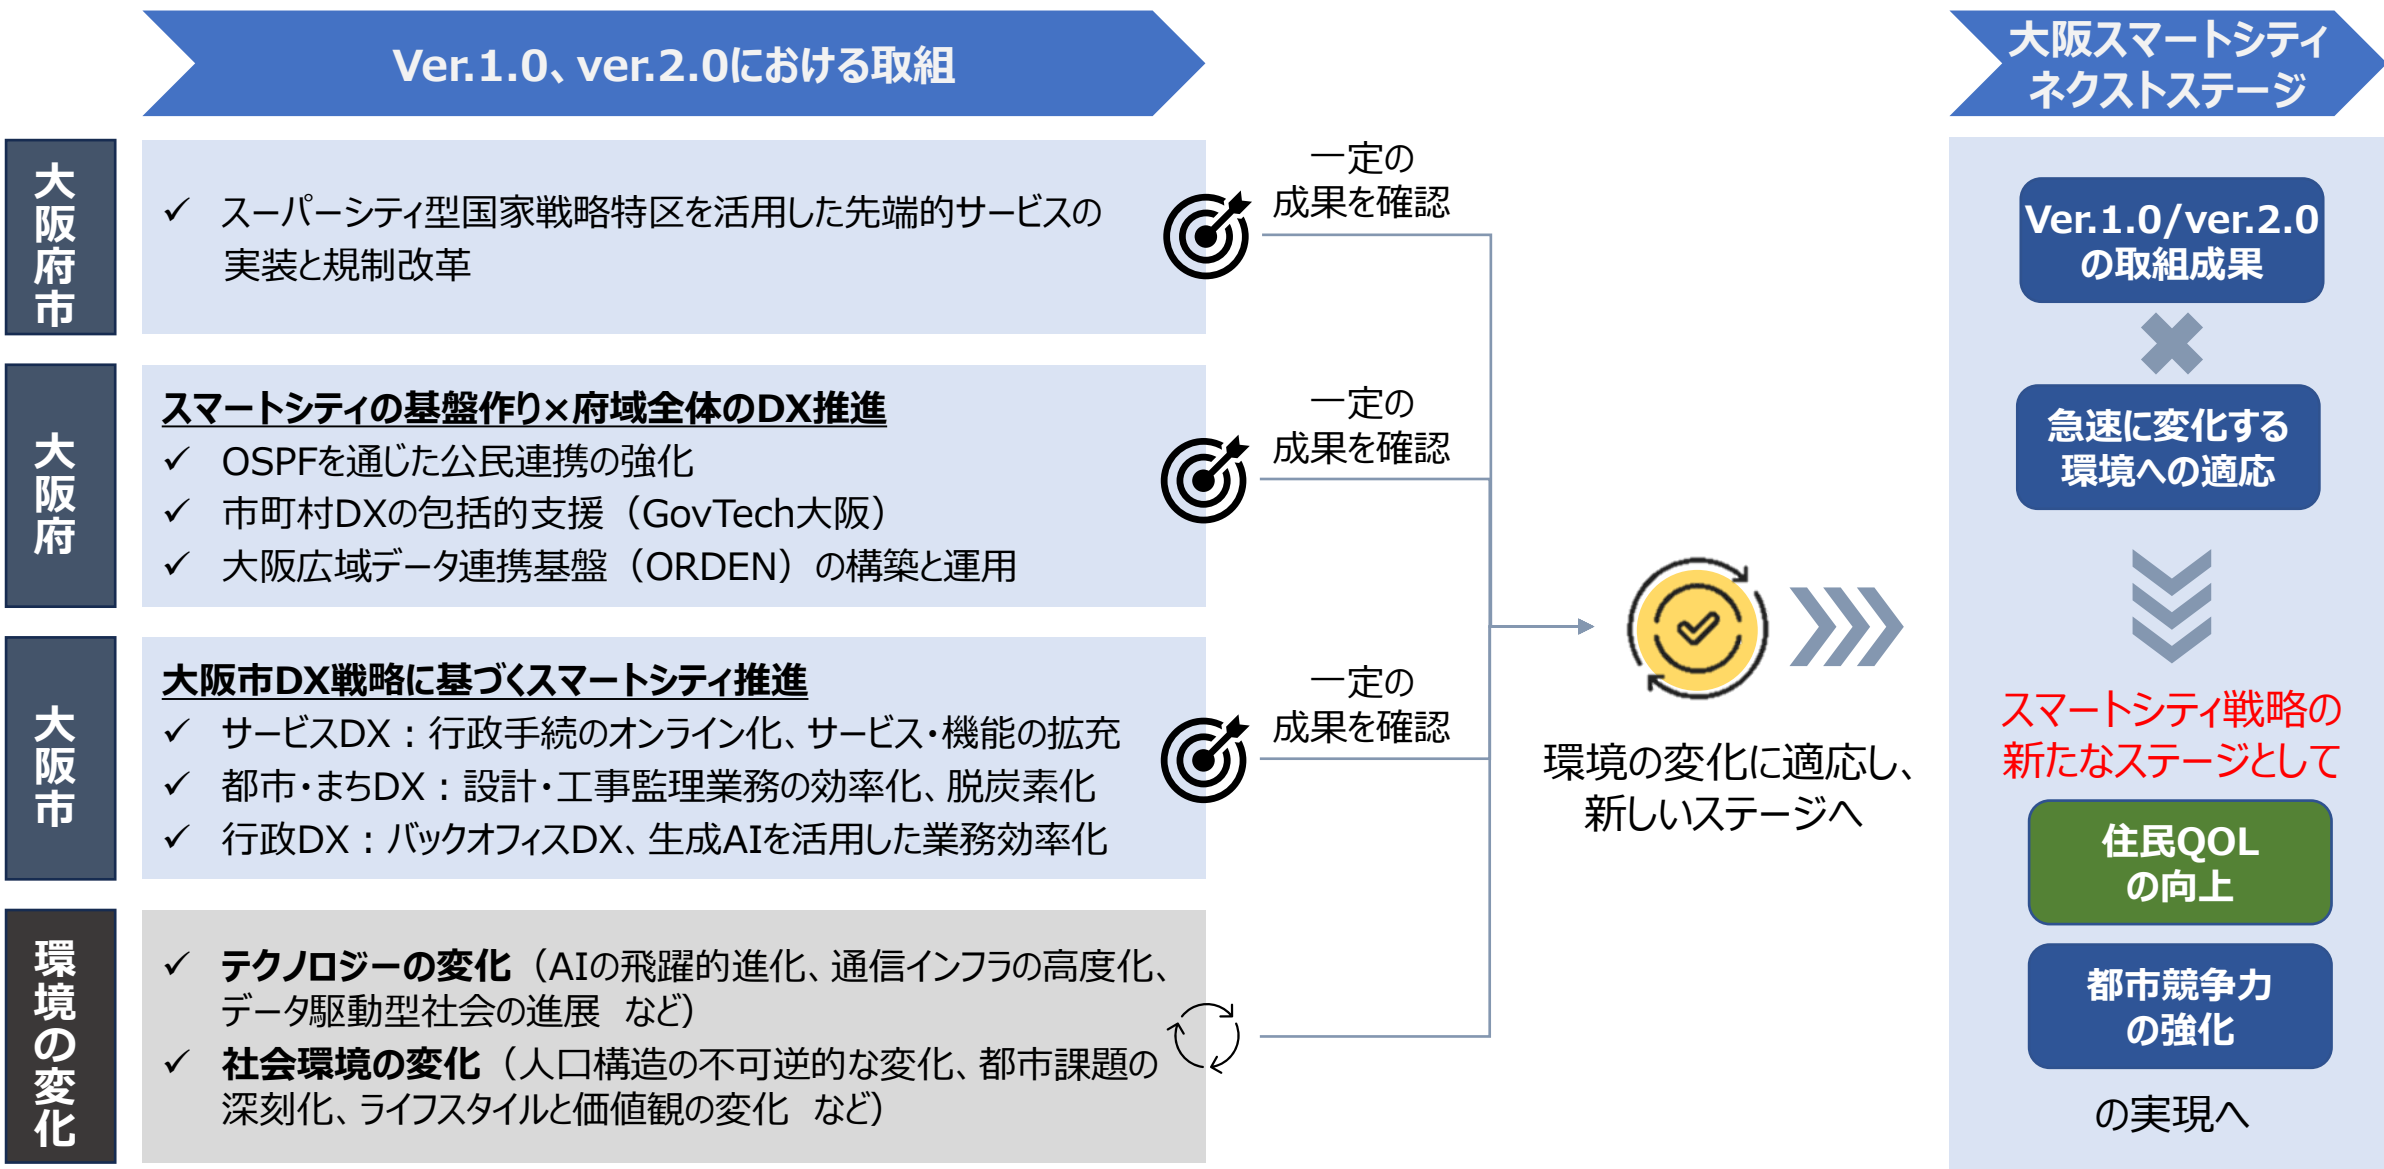 Ver.1.0、ver.2.0における取組
大阪府市
✓ スーパーシティ型国家戦略特区を活用した先端的サービスの
実装と規制改革
一定の
成果を確認
大阪府
スマートシティの基盤作り×府域全体のDX推進
✓ OSPFを通じた公民連携の強化
✓ 市町村DXの包括的支援（GovTech大阪）
✓ 大阪広域データ連携基盤（ORDEN）の構築と運用
一定の
成果を確認
大阪市
大阪市DX戦略に基づくスマートシティ推進
✓ サービスDX：行政手続のオンライン化、サービス・機能の拡充
✓ 都市・まちDX：設計・工事監理業務の効率化、脱炭素化
✓ 行政DX：バックオフィスDX、生成AIを活用した業務効率化
一定の
成果を確認
環境の変化
✓ テクノロジーの変化（AIの飛躍的進化、通信インフラの高度化、
データ駆動型社会の進展 など）
✓ 社会環境の変化（人口構造の不可逆的な変化、都市課題の
深刻化、ライフスタイルと価値観の変化 など）
環境の変化に適応し、
新しいステージへ
大阪スマートシティ
ネクストステージ
Ver.1.0/ver.2.0
の取組成果
急速に変化する
環境への適応
スマートシティ戦略の
新たなステージとして
住民QOL
の向上
都市競争力
の強化
の実現へ